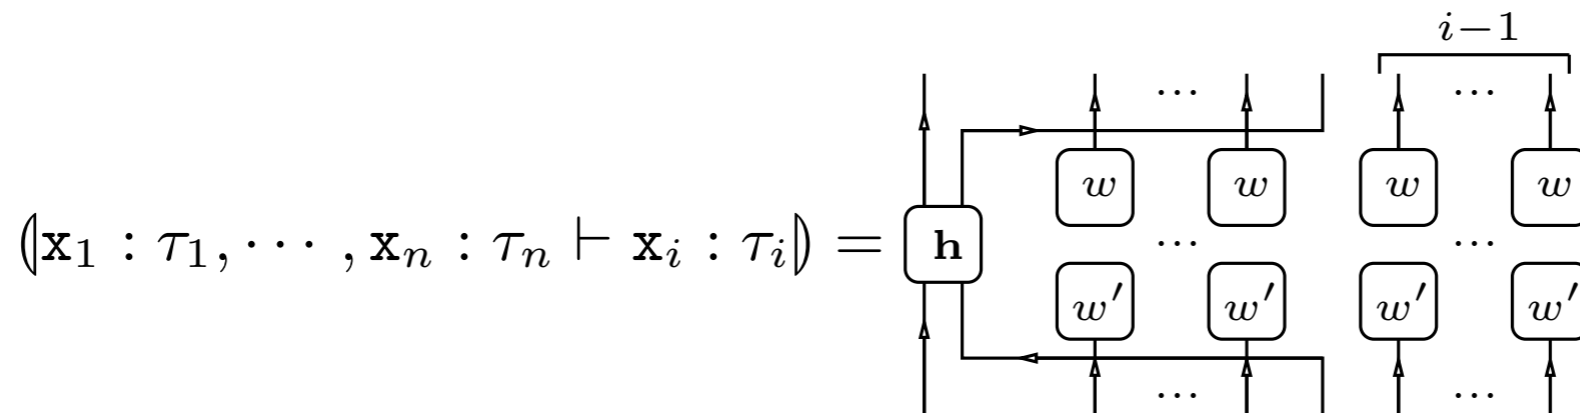 i−1
··· ···
w w w w
⦇x₁ : τ₁, ··· , xₙ : τₙ ⊢ xᵢ : τᵢ⦈ = h ··· ···
w′ w′ w′ w′
··· ···